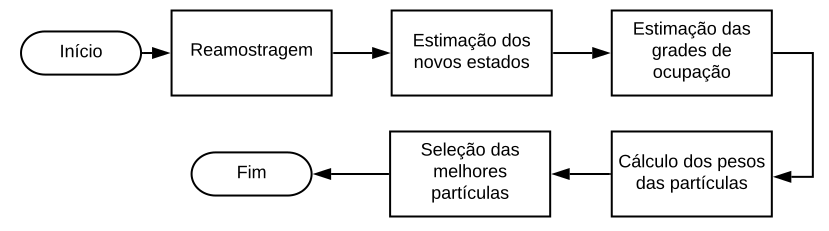 Início
Reamostragem
Estimação dos
novos estados
Estimação das
grades de
ocupação
Cálculo dos pesos
das partículas
Seleção das
melhores
partículas
Fim